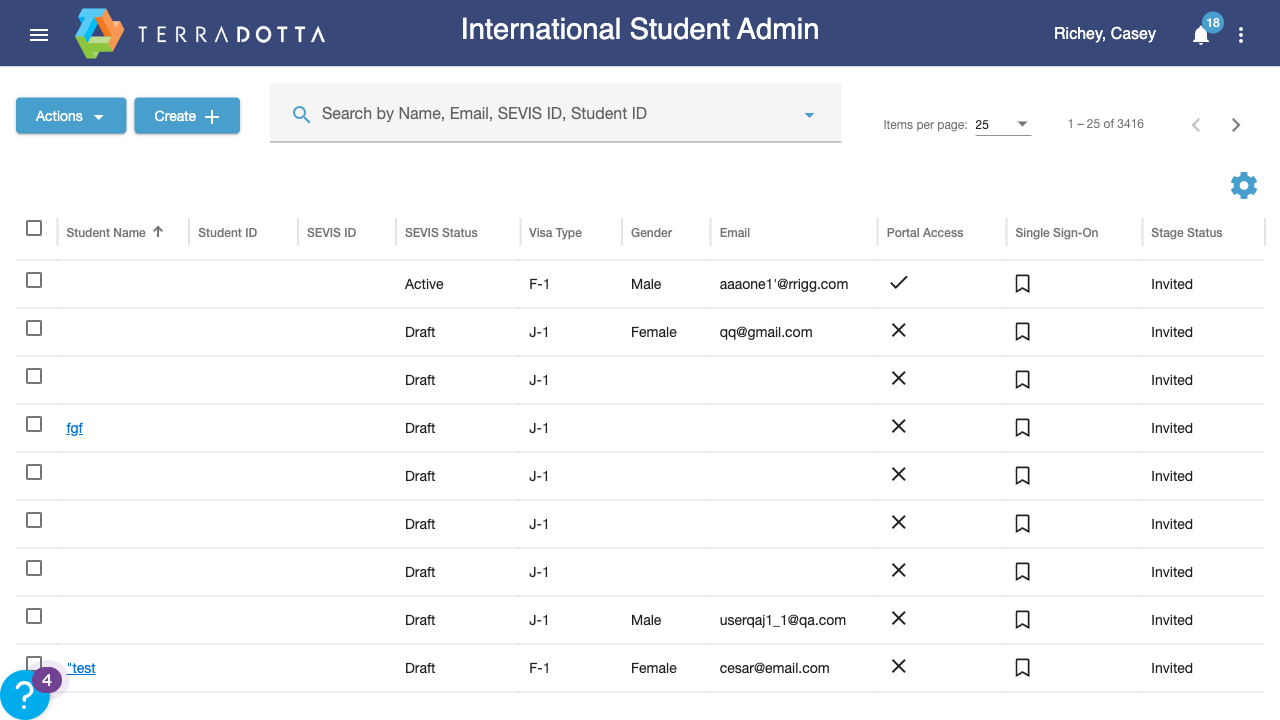 TERRADOTTA
International Student Admin
Richey, Casey
18
Actions
Create
Search by Name, Email, SEVIS ID, Student ID
Items per page: 25
1 – 25 of 3416
Student Name Student ID SEVIS ID SEVIS Status Visa Type Gender Email Portal Access Single Sign-On Stage Status
Active F-1 Male aaaone1'@rrigg.com Invited
Draft J-1 Female qq@gmail.com Invited
Draft J-1 Invited
fgf Draft J-1 Invited
Draft J-1 Invited
Draft J-1 Invited
Draft J-1 Invited
Draft J-1 Male userqaj1_1@qa.com Invited
"test Draft F-1 Female cesar@email.com Invited
? 4